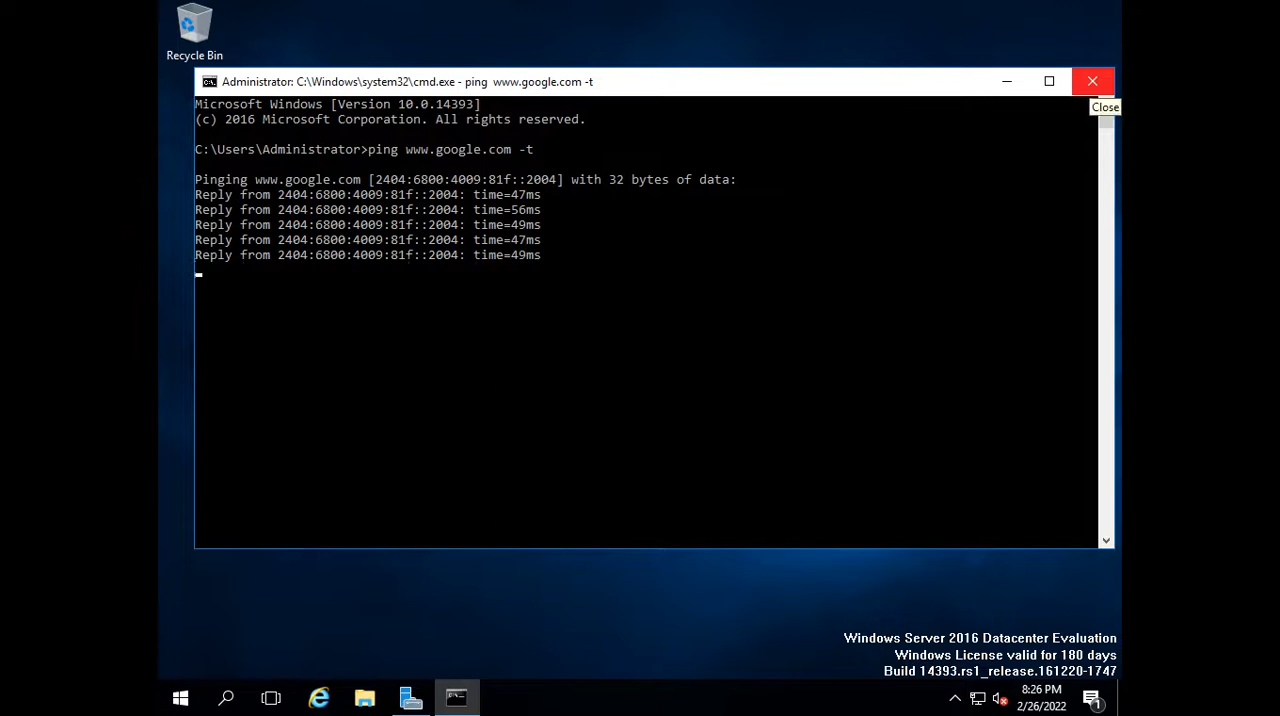 Recycle Bin
Administrator: C:\Windows\system32\cmd.exe - ping  www.google.com -t
Close
Microsoft Windows [Version 10.0.14393]
(c) 2016 Microsoft Corporation. All rights reserved.
C:\Users\Administrator>ping www.google.com -t
Pinging www.google.com [2404:6800:4009:81f::2004] with 32 bytes of data:
Reply from 2404:6800:4009:81f::2004: time=47ms
Reply from 2404:6800:4009:81f::2004: time=56ms
Reply from 2404:6800:4009:81f::2004: time=49ms
Reply from 2404:6800:4009:81f::2004: time=47ms
Reply from 2404:6800:4009:81f::2004: time=49ms
Windows Server 2016 Datacenter Evaluation
Windows License valid for 180 days
Build 14393.rs1_release.161220-1747
8:26 PM
2/26/2022
1